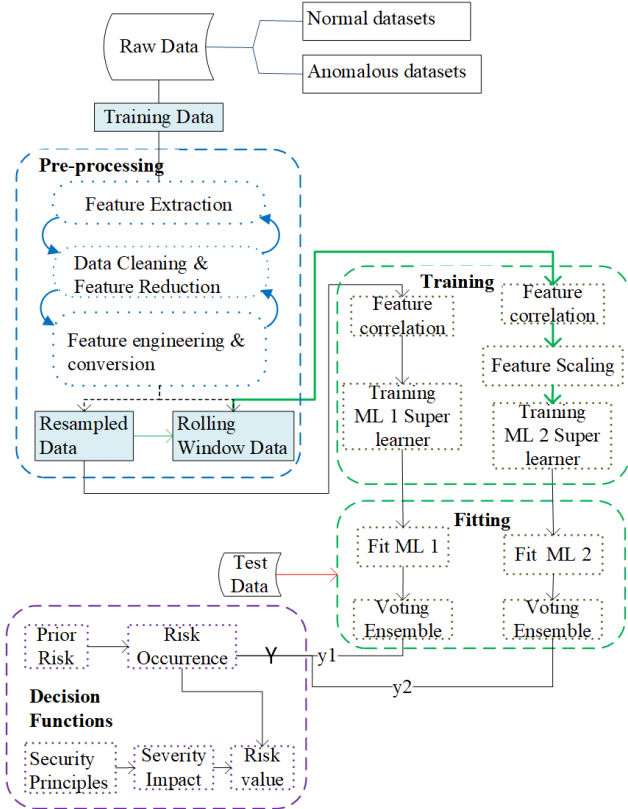 Normal datasets
Raw Data
Anomalous datasets
Training Data
Pre-processing
Feature Extraction
Data Cleaning &
Feature Reduction
Feature engineering &
conversion
Resampled
Data
Rolling
Window Data
Training
Feature
correlation
Feature
correlation
Feature Scaling
Training
ML 1 Super
learner
Training
ML 2 Super
learner
Fitting
Fit ML 1
Fit ML 2
Test
Data
Voting
Ensemble
Voting
Ensemble
Prior
Risk
Risk
Occurrence
Y
y1
y2
Decision
Functions
Security
Principles
Severity
Impact
Risk
value